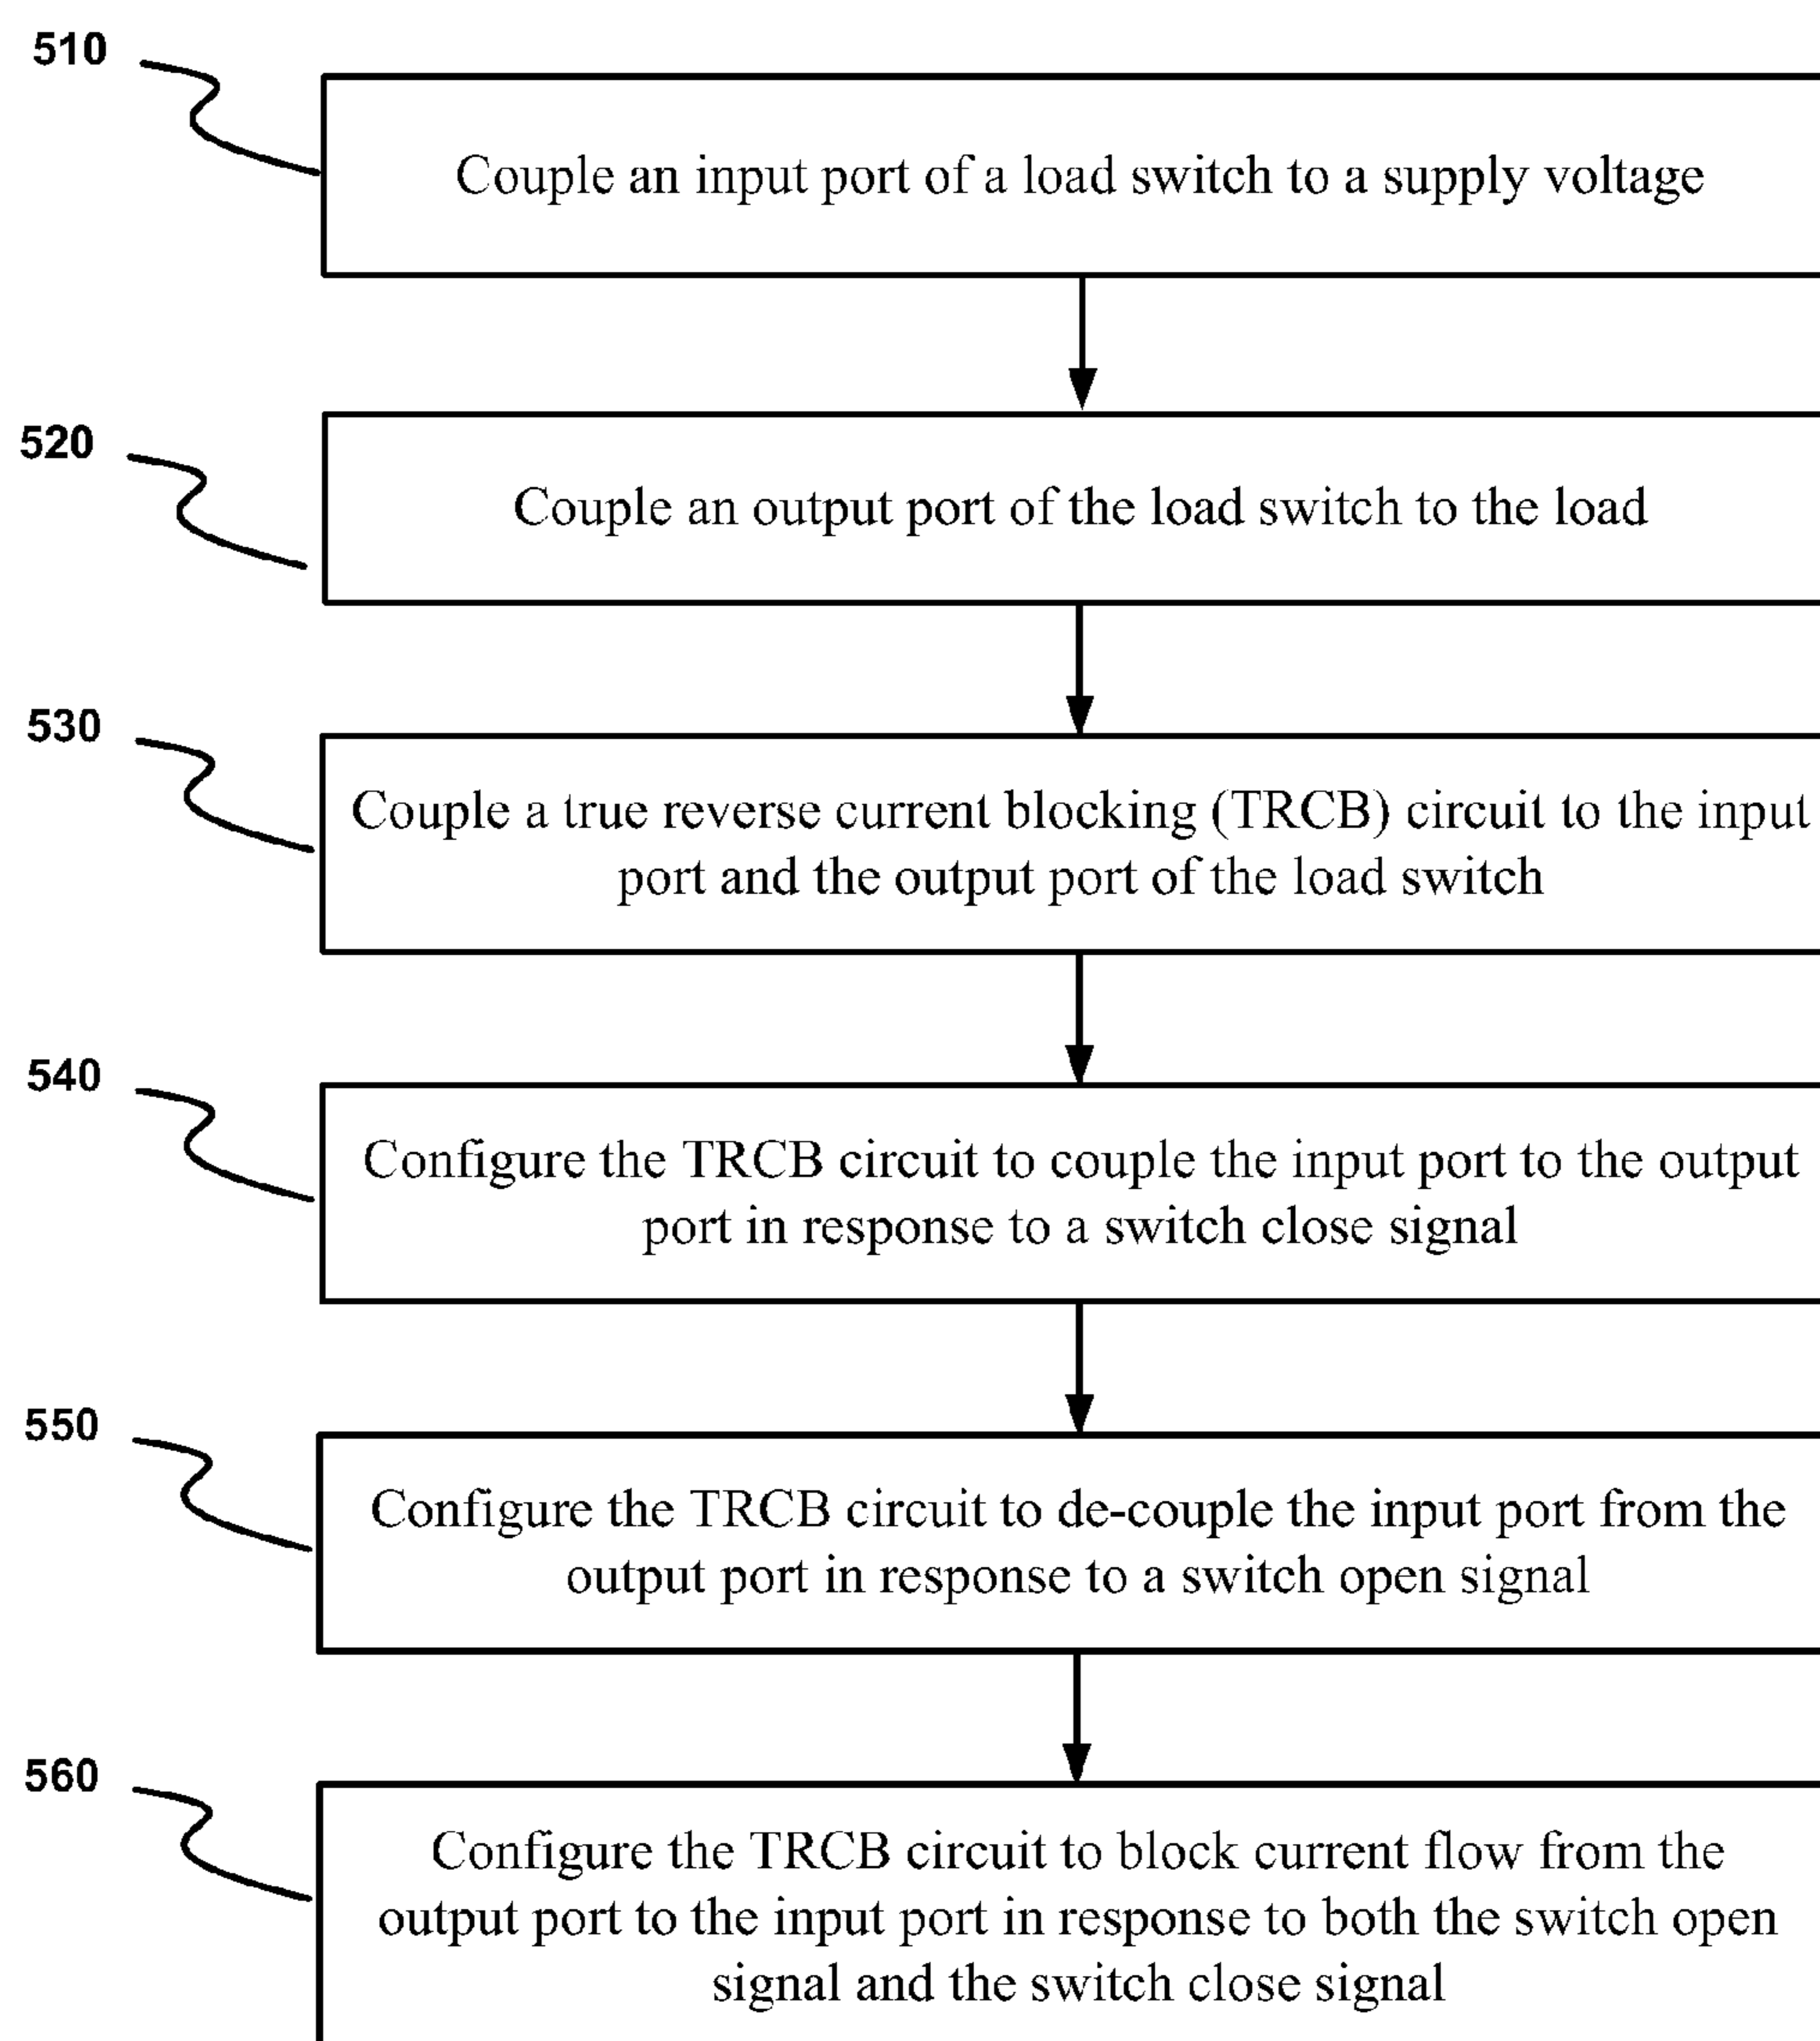 510
Couple an input port of a load switch to a supply voltage
520
Couple an output port of the load switch to the load
530
Couple a true reverse current blocking (TRCB) circuit to the input
port and the output port of the load switch
540
Configure the TRCB circuit to couple the input port to the output
port in response to a switch close signal
550
Configure the TRCB circuit to de-couple the input port from the
output port in response to a switch open signal
560
Configure the TRCB circuit to block current flow from the
output port to the input port in response to both the switch open
signal and the switch close signal